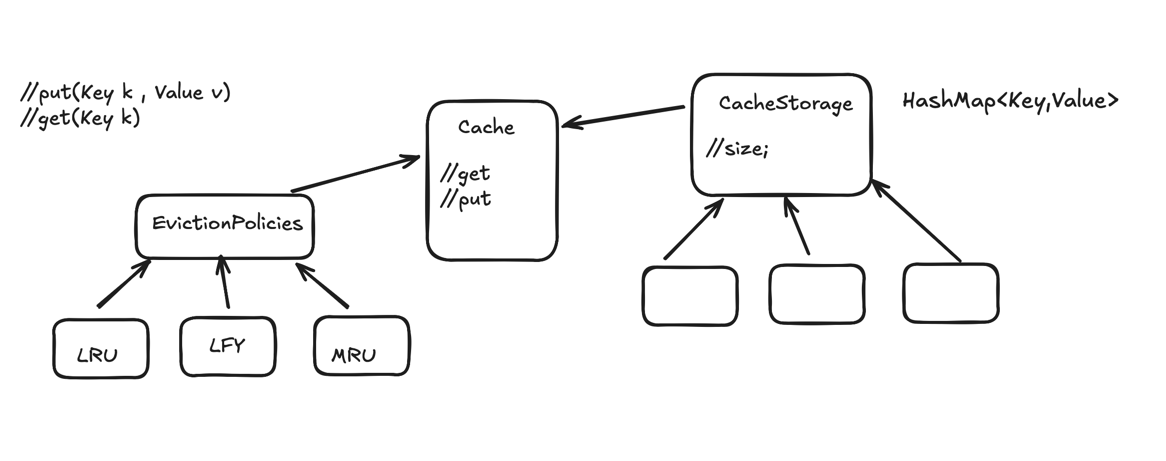 //put(Key k , Value v)
//get(Key k)
Cache
//get
//put
CacheStorage
//size;
HashMap<Key,Value>
EvictionPolicies
LRU
LFY
MRU